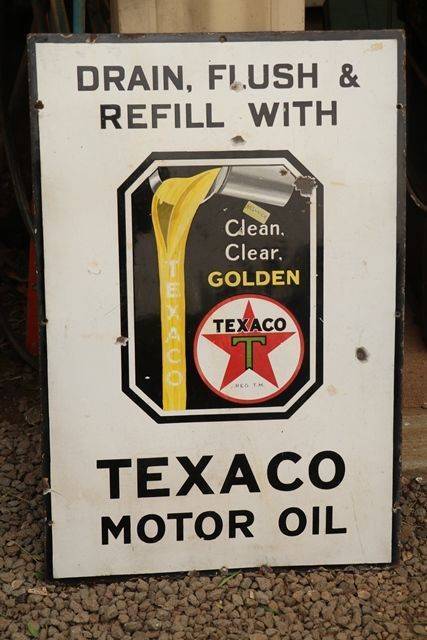 DRAIN, FLUSH &
REFILL WITH
Clean,
Clear,
GOLDEN
TEXACO
TEXACO
T
REG. T.M.
TEXACO
MOTOR OIL